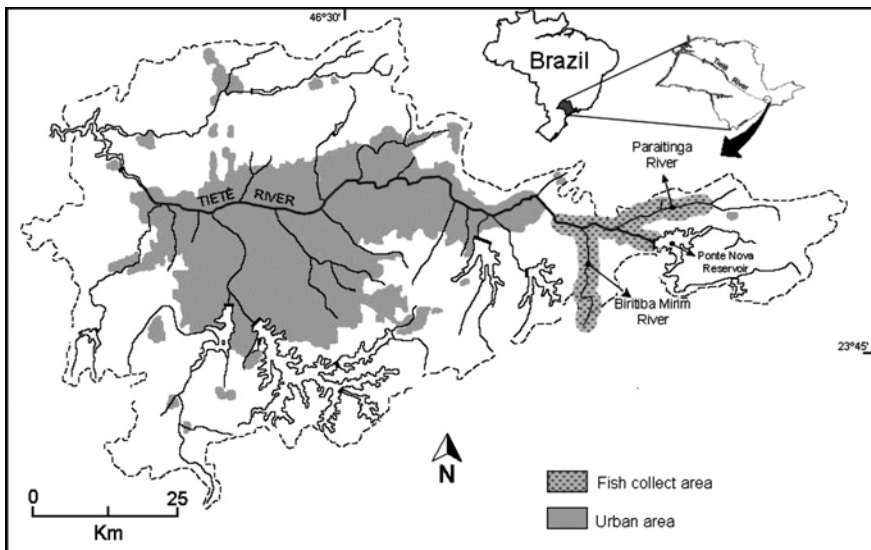 46°30'
Brazil
Tietê
River
Paraitinga
River
TIETÊ RIVER
Ponte Nova
Reservoir
Biritiba Mirim
River
23°45'
N
0 25
Km
Fish collect area
Urban area